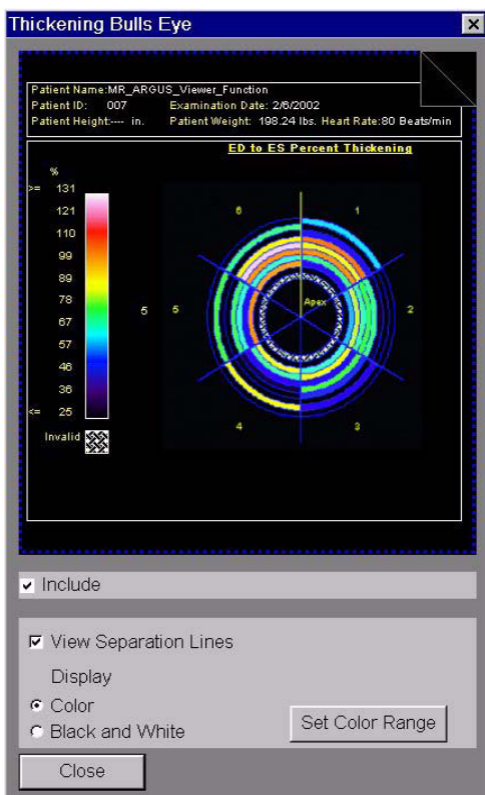 Thickening Bulls Eye
Patient Name:MR_ARGUS_Viewer_Function
Patient ID: 007 Examination Date: 2/6/2002
Patient Height:---- in. Patient Weight: 198.24 lbs. Heart Rate:80 Beats/min
ED to ES Percent Thickening
%
>= 131
121
110
99
89
78
67
57
46
36
<= 25
Invalid
6
1
5
5
2
Apex
4
3
Include
View Separation Lines
Display
Color
Black and White
Set Color Range
Close